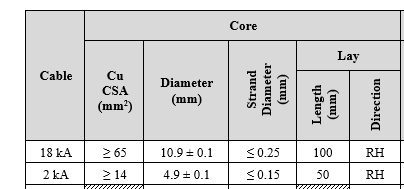 Core
Lay
Cable
Cu
CSA
(mm²)
Diameter
(mm)
Strand
Diameter
(mm)
Length
(mm)
Direction
18 kA ≥ 65 10.9 ± 0.1 ≤ 0.25 100 RH
2 kA ≥ 14 4.9 ± 0.1 ≤ 0.15 50 RH